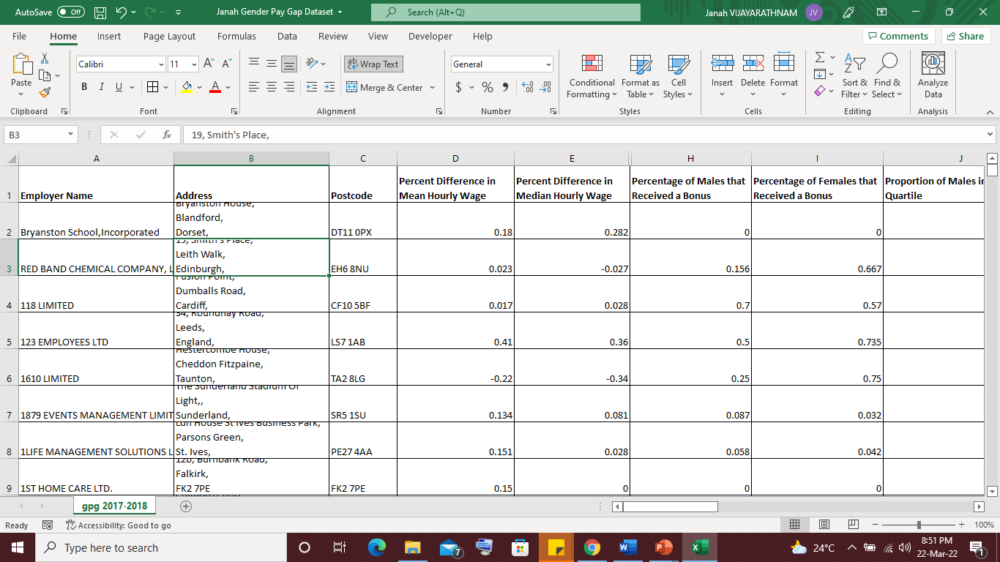 AutoSave Off Janah Gender Pay Gap Dataset Search (Alt+Q) Janah VIJAYARATHNAM JV
File Home Insert Page Layout Formulas Data Review View Developer Help Comments Share
Calibri 11 Wrap Text General
Paste B I U Merge & Center $ % Conditional Formatting Format as Table Cell Styles Insert Delete Format Sort & Filter Find & Select Analyze Data
Clipboard Font Alignment Number Styles Cells Editing Analysis
B3 fx 19, Smith's Place,
A B C D E H I J
Percent Difference in Percent Difference in Percentage of Males that Percentage of Females that Proportion of Males
1 Employer Name Address Postcode Mean Hourly Wage Median Hourly Wage Received a Bonus Received a Bonus Quartile
Bryanston House,
Blandford,
2 Bryanston School,Incorporated Dorset, DT11 0PX 0.18 0.282 0 0
19, Smith's Place,
Leith Walk,
3 RED BAND CHEMICAL COMPANY, L Edinburgh, EH6 8NU 0.023 -0.027 0.156 0.667
Fusion Point,
Dumballs Road,
4 118 LIMITED Cardiff, CF10 5BF 0.017 0.028 0.7 0.57
34, Roundhay Road,
Leeds,
5 123 EMPLOYEES LTD England, LS7 1AB 0.41 0.36 0.5 0.735
Hestercombe House,
Cheddon Fitzpaine,
6 1610 LIMITED Taunton, TA2 8LG -0.22 -0.34 0.25 0.75
The Sunderland Stadium Of
Light,,
7 1879 EVENTS MANAGEMENT LIMIT Sunderland, SR5 1SU 0.134 0.081 0.087 0.032
Ldh House St Ives Business Park,
Parsons Green,
8 1LIFE MANAGEMENT SOLUTIONS L St. Ives, PE27 4AA 0.151 0.028 0.058 0.042
12b, Burnbank Road,
Falkirk,
9 1ST HOME CARE LTD. FK2 7PE FK2 7PE 0.15 0 0 0
gpg 2017-2018
Ready Accessibility: Good to go 100%
Type here to search 7 24°C 8:51 PM
22-Mar-22 1